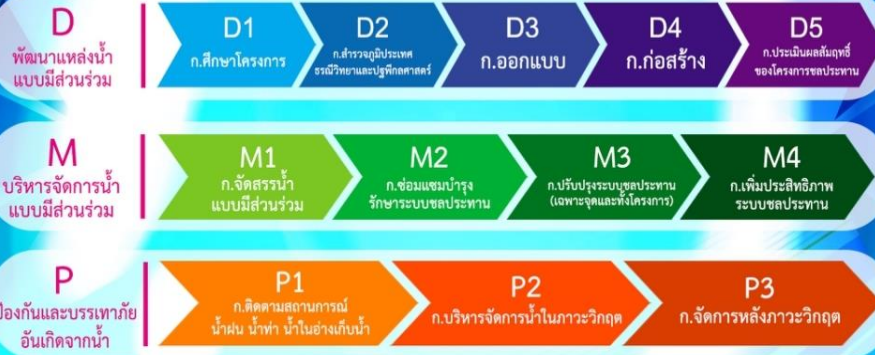 D
พัฒนาแหล่งน้ำ
แบบมีส่วนร่วม
D1
ก.ศึกษาโครงการ
D2
ก.สำรวจภูมิประเทศ
ธรณีวิทยาและปฐพีกลศาสตร์
D3
ก.ออกแบบ
D4
ก.ก่อสร้าง
D5
ก.ประเมินผลสัมฤทธิ์
ของโครงการชลประทาน
M
บริหารจัดการน้ำ
แบบมีส่วนร่วม
M1
ก.จัดสรรน้ำ
แบบมีส่วนร่วม
M2
ก.ซ่อมแซมบำรุง
รักษาระบบชลประทาน
M3
ก.ปรับปรุงระบบชลประทาน
(เฉพาะจุดและทั้งโครงการ)
M4
ก.เพิ่มประสิทธิภาพ
ระบบชลประทาน
P
ป้องกันและบรรเทาภัย
อันเกิดจากน้ำ
P1
ก.ติดตามสถานการณ์
น้ำฝน น้ำท่า น้ำในอ่างเก็บน้ำ
P2
ก.บริหารจัดการน้ำในภาวะวิกฤต
P3
ก.จัดการหลังภาวะวิกฤต